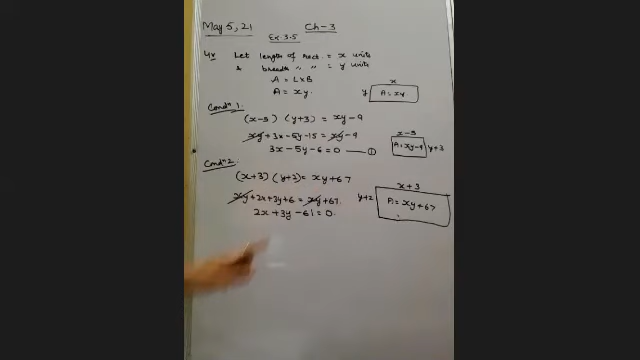 May 5, 21 Ch-3
Ex 3.5
Let length of rect. = x units
& breadth " " = y units
A = L×B
A = xy.
x
y A = xy
Condn 1.
(x-5) (y+3) = xy-9
xy+3x-5y-15 = xy-9
3x-5y-6=0 —— ①
x-5
A=xy-9 y+3
Condn 2.
(x+3) (y+2) = xy+67
xy+2x+3y+6 = xy+67.
2x+3y-61=0.
x+3
y+2 A = xy+67